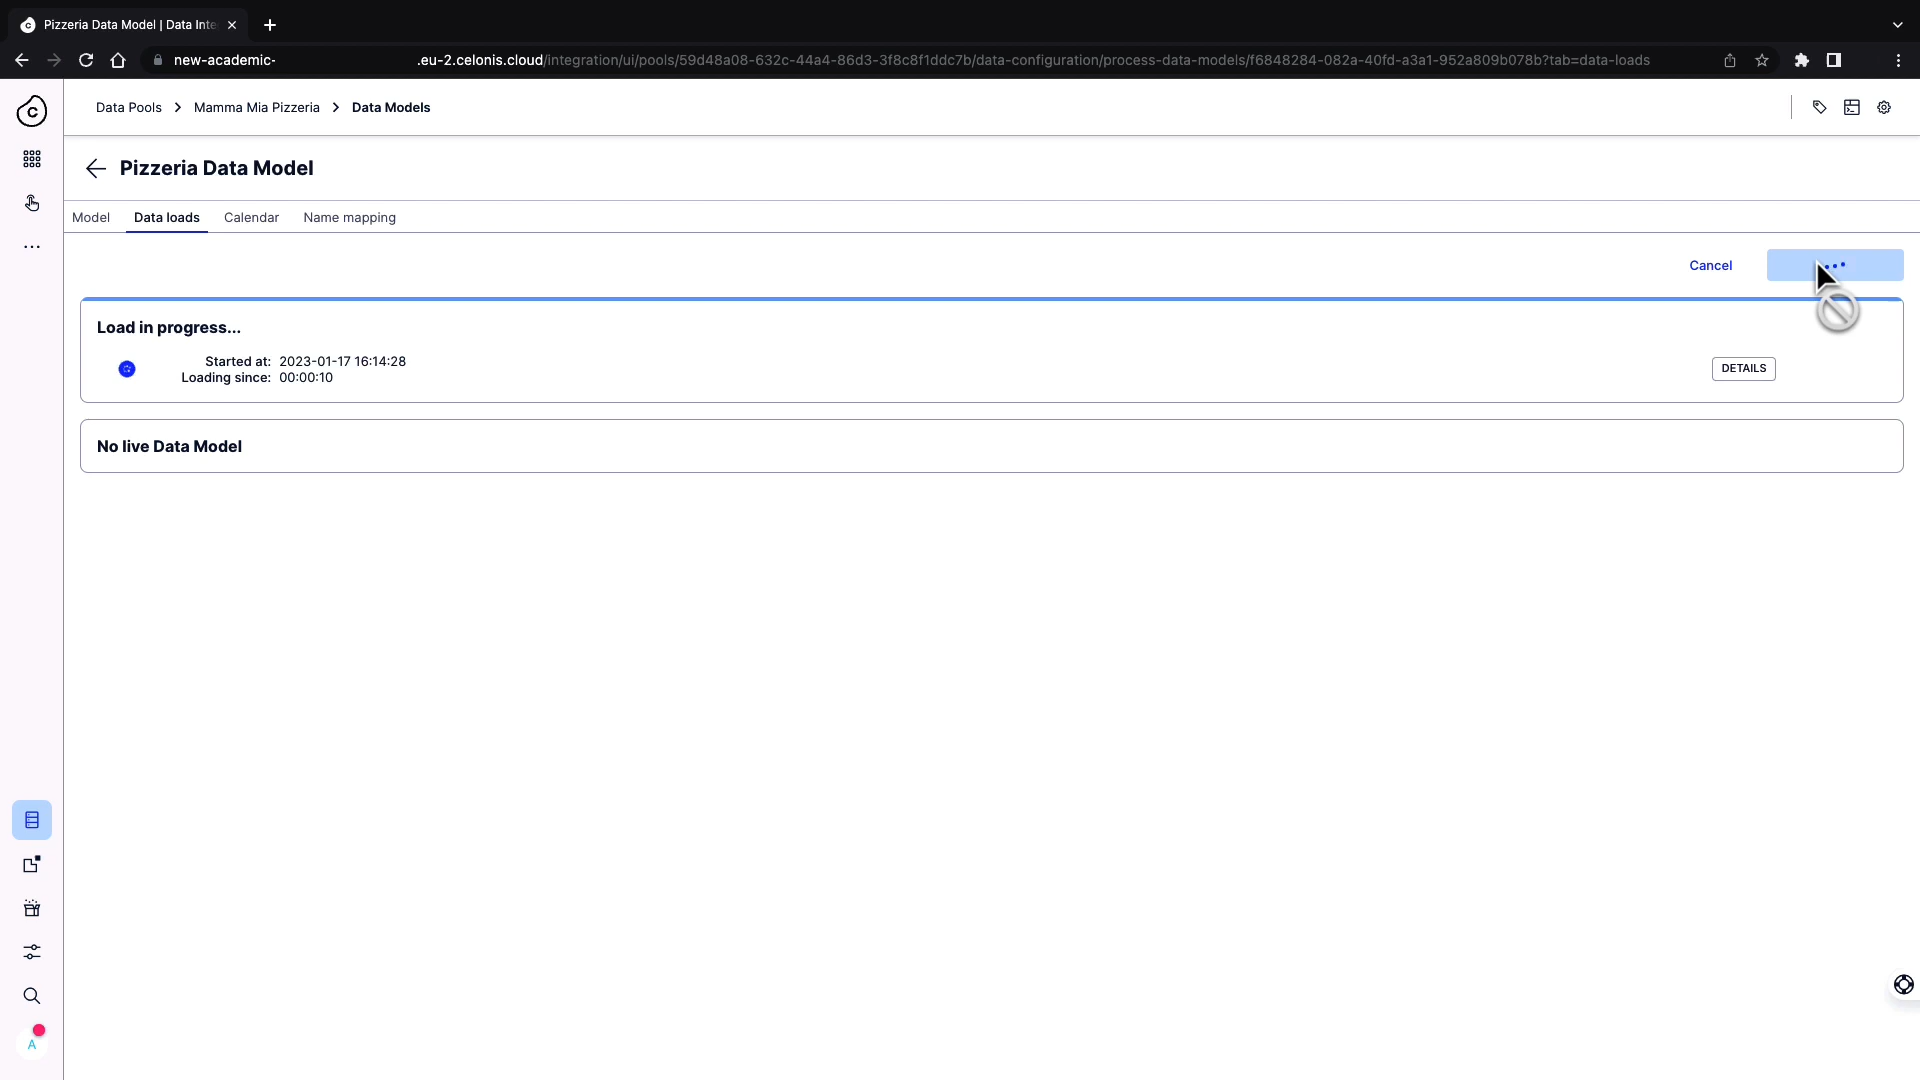 Pizzeria Data Model | Data Inte
new-academic- .eu-2.celonis.cloud/integration/ui/pools/59d48a08-632c-44a4-86d3-3f8c8f1ddc7b/data-configuration/process-data-models/f6848284-082a-40fd-a3a1-952a809b078b?tab=data-loads
Data Pools > Mamma Mia Pizzeria > Data Models
Pizzeria Data Model
Model Data loads Calendar Name mapping
Cancel
Load in progress...
Started at: 2023-01-17 16:14:28
Loading since: 00:00:10
DETAILS
No live Data Model
A